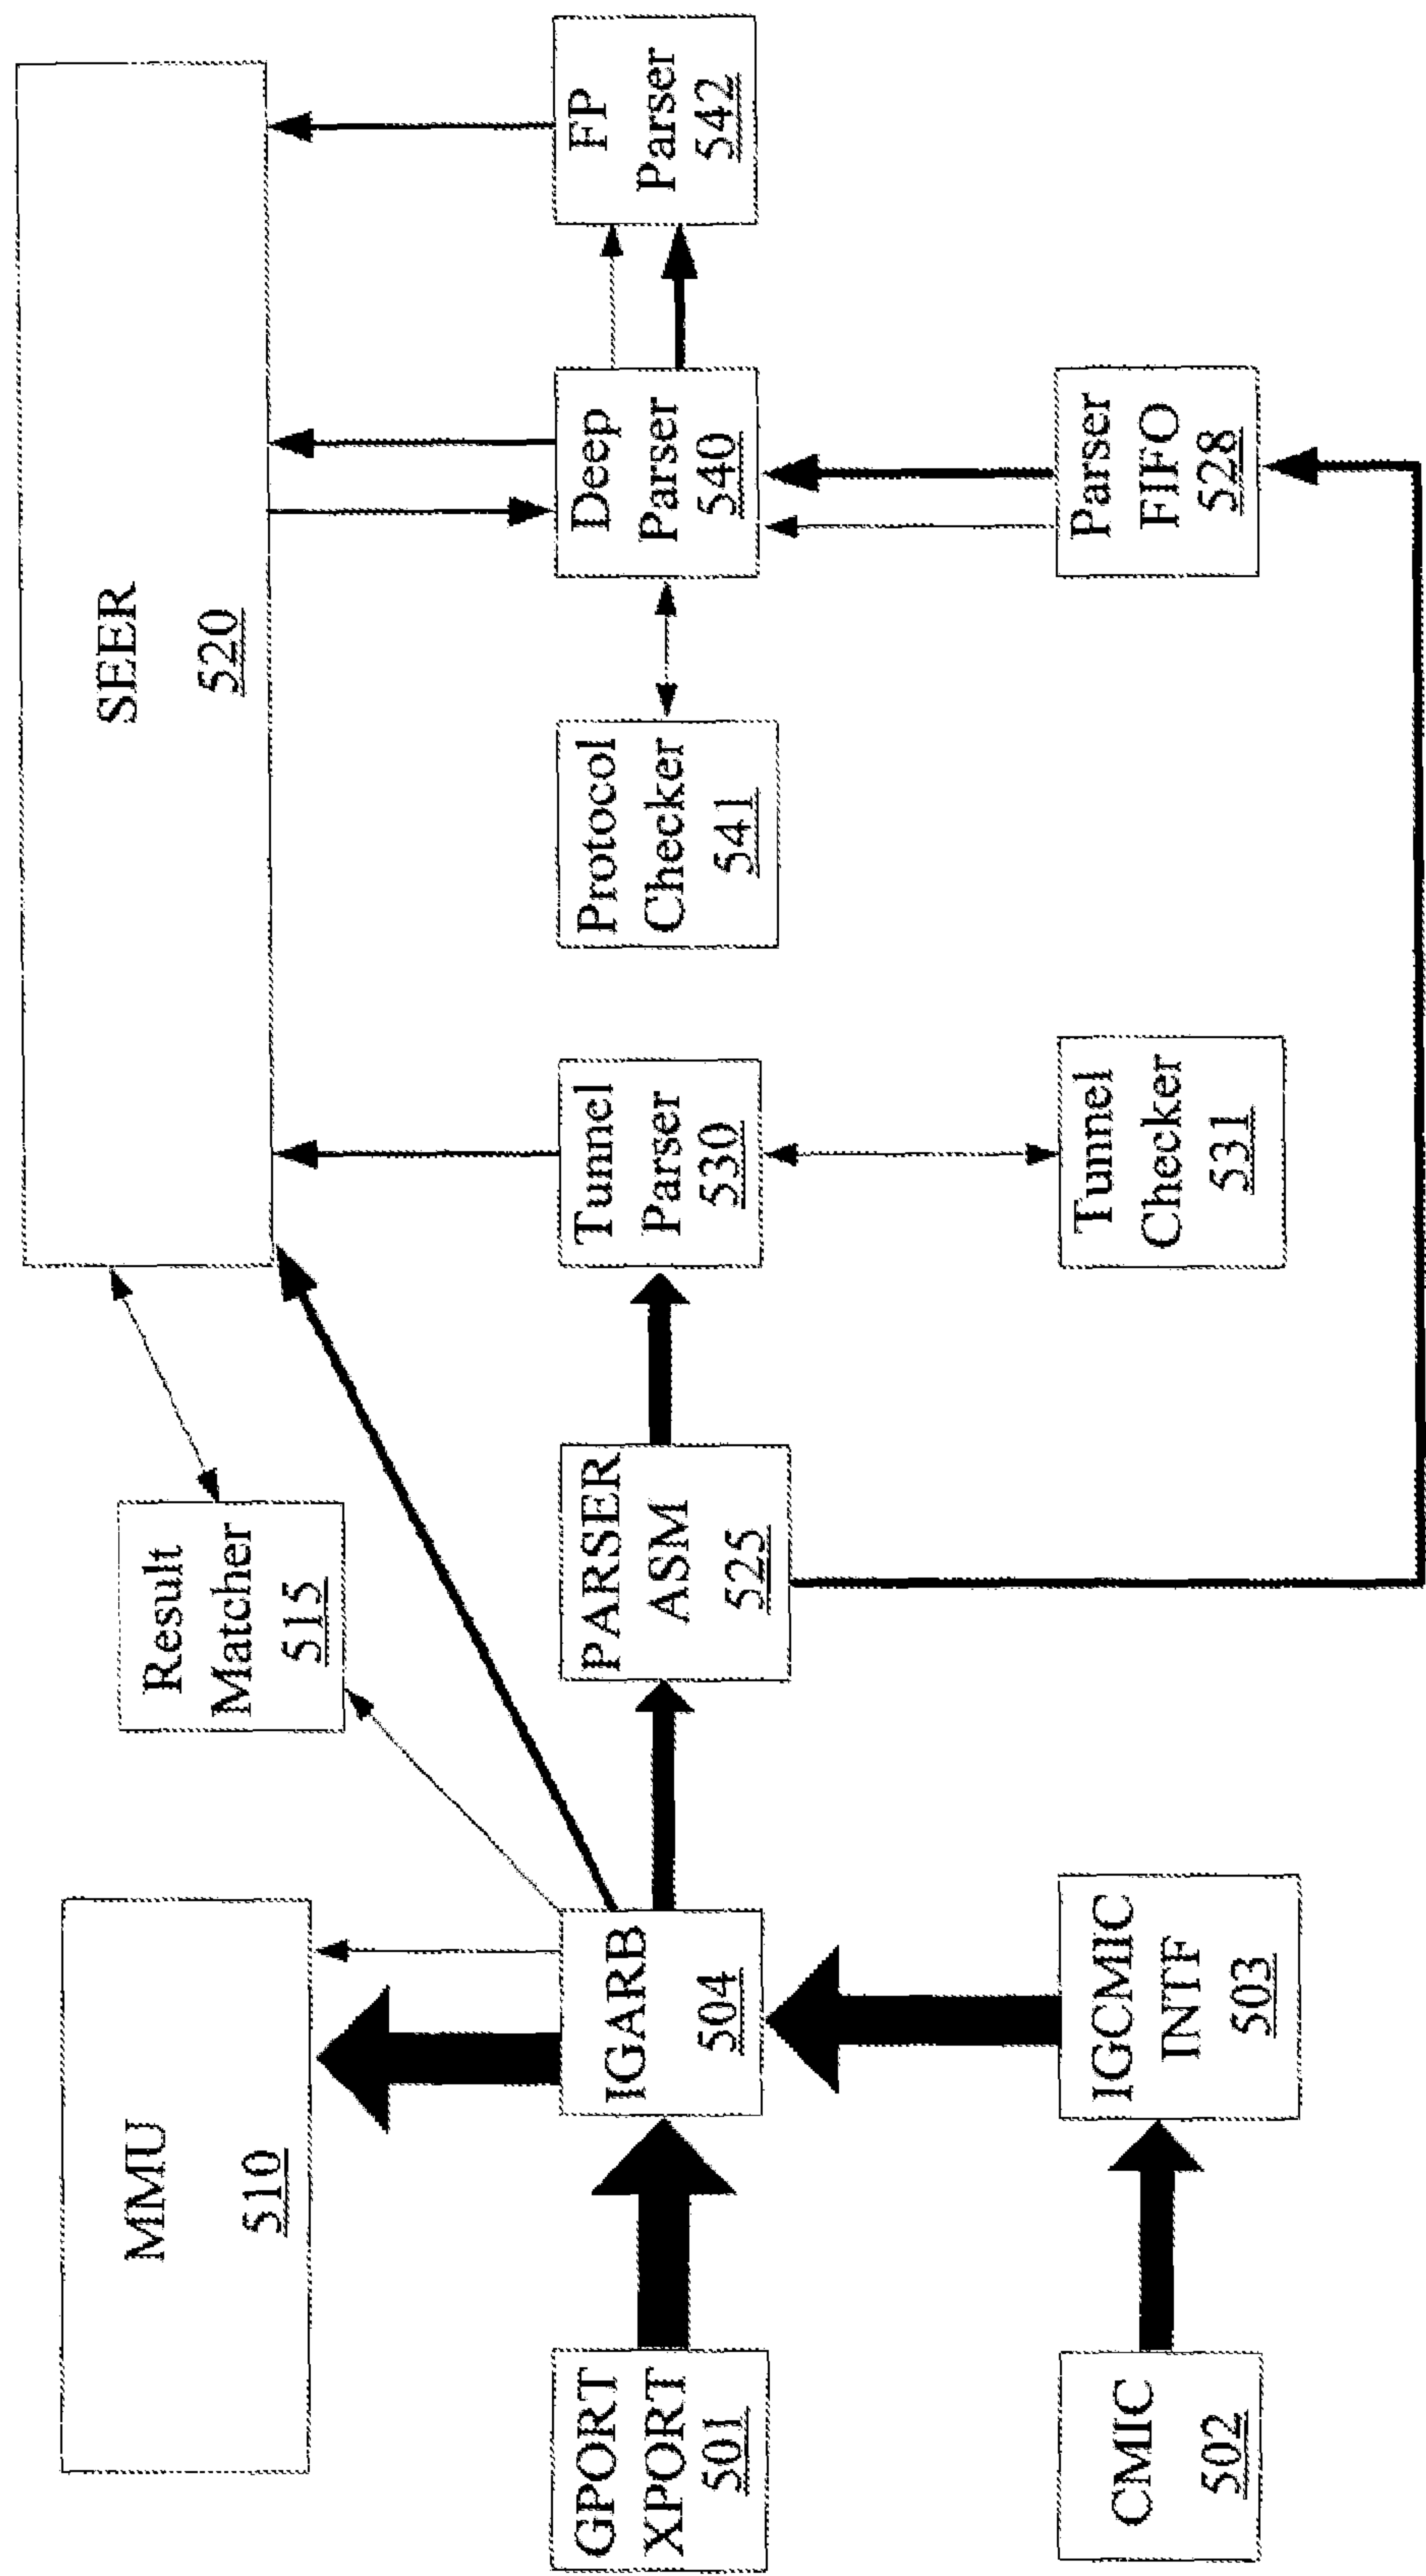 MMU
510
SEER
520
Result
Matcher
515
GPORT
XPORT
501
IGARB
504
PARSER
ASM
525
Tunnel
Parser
530
Protocol
Checker
541
Deep
Parser
540
FP
Parser
542
CMIC
502
IGCMIC
INTF
503
Tunnel
Checker
531
Parser
FIFO
528